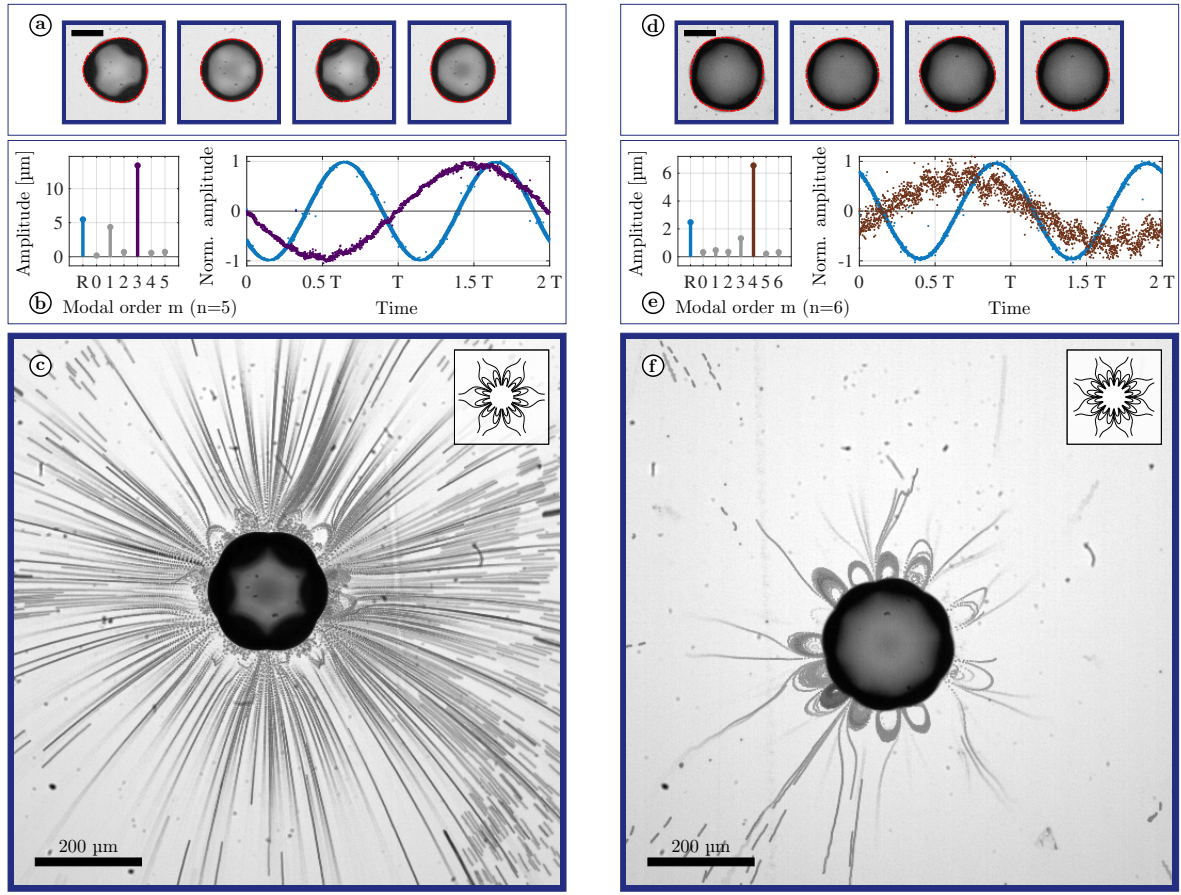 a
Amplitude [µm]
10
5
0
R 0 1 2 3 4 5
b Modal order m (n=5)
Norm. amplitude
1
0
-1
0 0.5 T T 1.5 T 2 T
Time
c
200 µm
d
Amplitude [µm]
6
4
2
0
R 0 1 2 3 4 5 6
e Modal order m (n=6)
Norm. amplitude
1
0
-1
0 0.5 T T 1.5 T 2 T
Time
f
200 µm